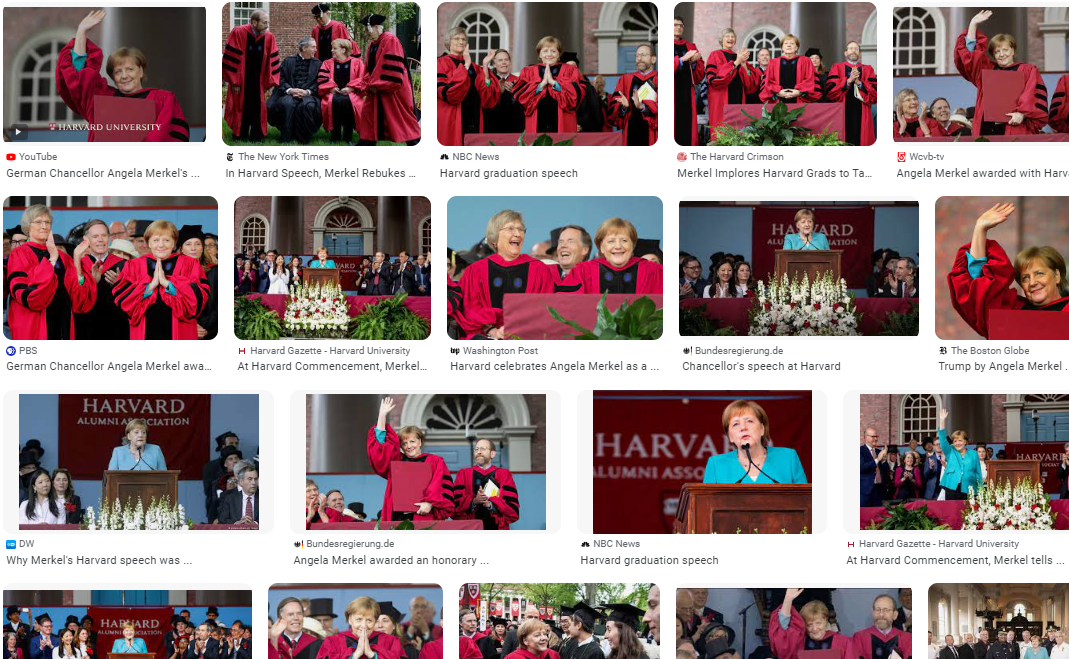 HARVARD UNIVERSITY
YouTube
The New York Times
NBC News
The Harvard Crimson
Wcvb-tv
German Chancellor Angela Merkel's ...
In Harvard Speech, Merkel Rebukes ...
Harvard graduation speech
Merkel Implores Harvard Grads to Ta...
Angela Merkel awarded with Harv
HARVARD
HARVARD
ALUMNI ASSOCIATION
PBS
Harvard Gazette - Harvard University
Washington Post
Bundesregierung.de
The Boston Globe
German Chancellor Angela Merkel awa...
At Harvard Commencement, Merkel...
Harvard celebrates Angela Merkel as a ...
Chancellor's speech at Harvard
Trump by Angela Merkel .
HARVARD
ALUMNI ASSOCIATION
HARVA
ALUMNI ASSO
HARVARD
DW
Bundesregierung.de
NBC News
Harvard Gazette - Harvard University
Why Merkel's Harvard speech was ...
Angela Merkel awarded an honorary ...
Harvard graduation speech
At Harvard Commencement, Merkel tells ...
HARVARD
ALUMNI ASSOCIATION